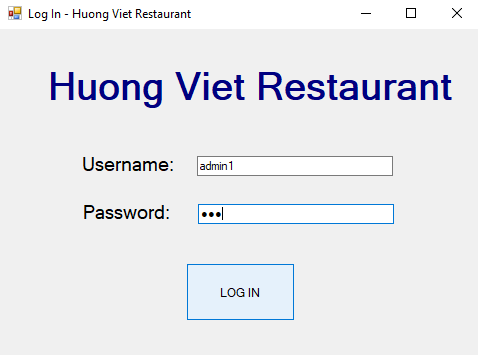 Log In - Huong Viet Restaurant
Huong Viet Restaurant
Username: admin1
Password: •••
LOG IN